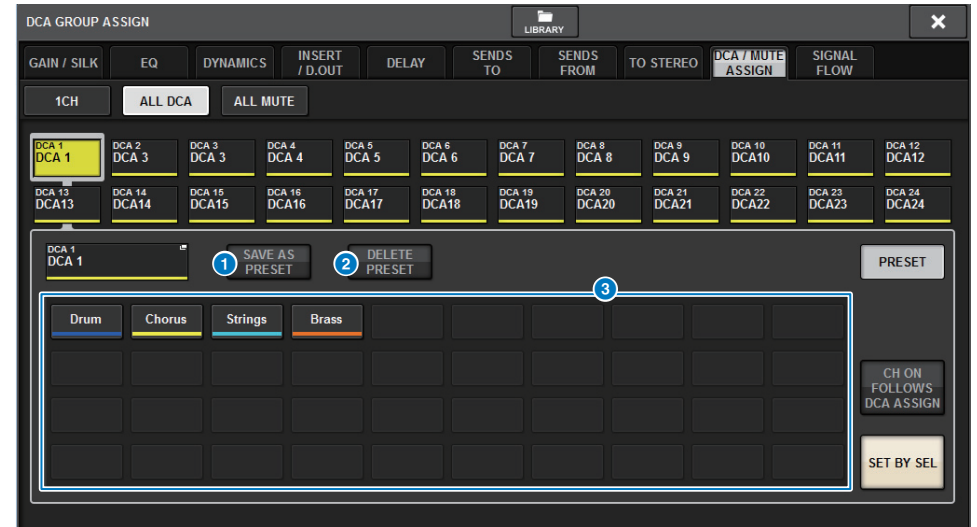 DCA GROUP ASSIGN
LIBRARY
×
GAIN / SILK
EQ
DYNAMICS
INSERT
/ D.OUT
DELAY
SENDS
TO
SENDS
FROM
TO STEREO
DCA / MUTE
ASSIGN
SIGNAL
FLOW
1CH
ALL DCA
ALL MUTE
DCA 1
DCA 1
DCA 2
DCA 3
DCA 3
DCA 3
DCA 4
DCA 4
DCA 5
DCA 5
DCA 6
DCA 6
DCA 7
DCA 7
DCA 8
DCA 8
DCA 9
DCA 9
DCA 10
DCA10
DCA 11
DCA11
DCA 12
DCA12
DCA 13
DCA13
DCA 14
DCA14
DCA 15
DCA15
DCA 16
DCA16
DCA 17
DCA17
DCA 18
DCA18
DCA 19
DCA19
DCA 20
DCA20
DCA 21
DCA21
DCA 22
DCA22
DCA 23
DCA23
DCA 24
DCA24
DCA 1
DCA 1
1
SAVE AS
PRESET
2
DELETE
PRESET
PRESET
3
Drum
Chorus
Strings
Brass
CH ON
FOLLOWS
DCA ASSIGN
SET BY SEL